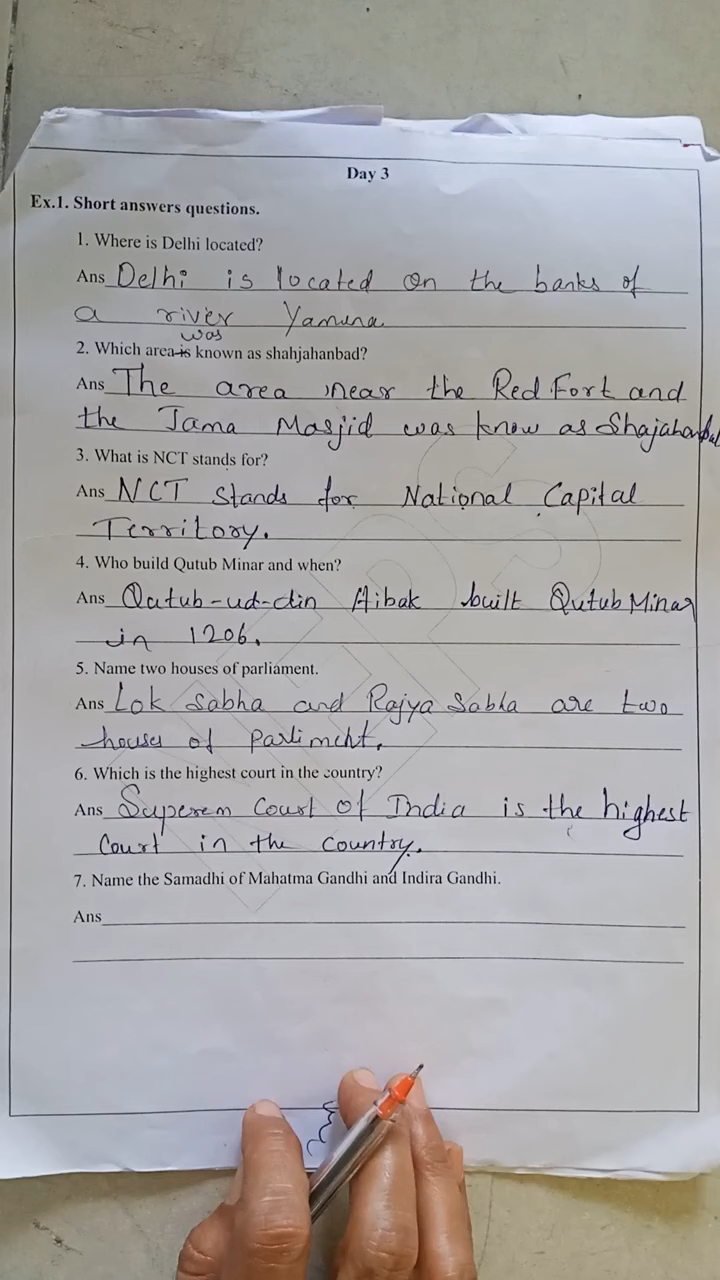 Day 3
Ex.1. Short answers questions.
1. Where is Delhi located?
Ans Delhi is located on the banks of
a river Yamuna
was
2. Which area is known as shahjahanbad?
Ans The area near the Red Fort and
the Jama Masjid was know as Shajahanbad
3. What is NCT stands for?
Ans NCT Stands for National Capital
Territory.
4. Who build Qutub Minar and when?
Ans Qatub-ud-din Aibak built Qutub Minar
in 1206.
5. Name two houses of parliament.
Ans Lok Sabha and Rajya Sabha are two
houses of Parliment.
6. Which is the highest court in the country?
Ans Superem Court of India is the highest
Court in the country.
7. Name the Samadhi of Mahatma Gandhi and Indira Gandhi.
Ans